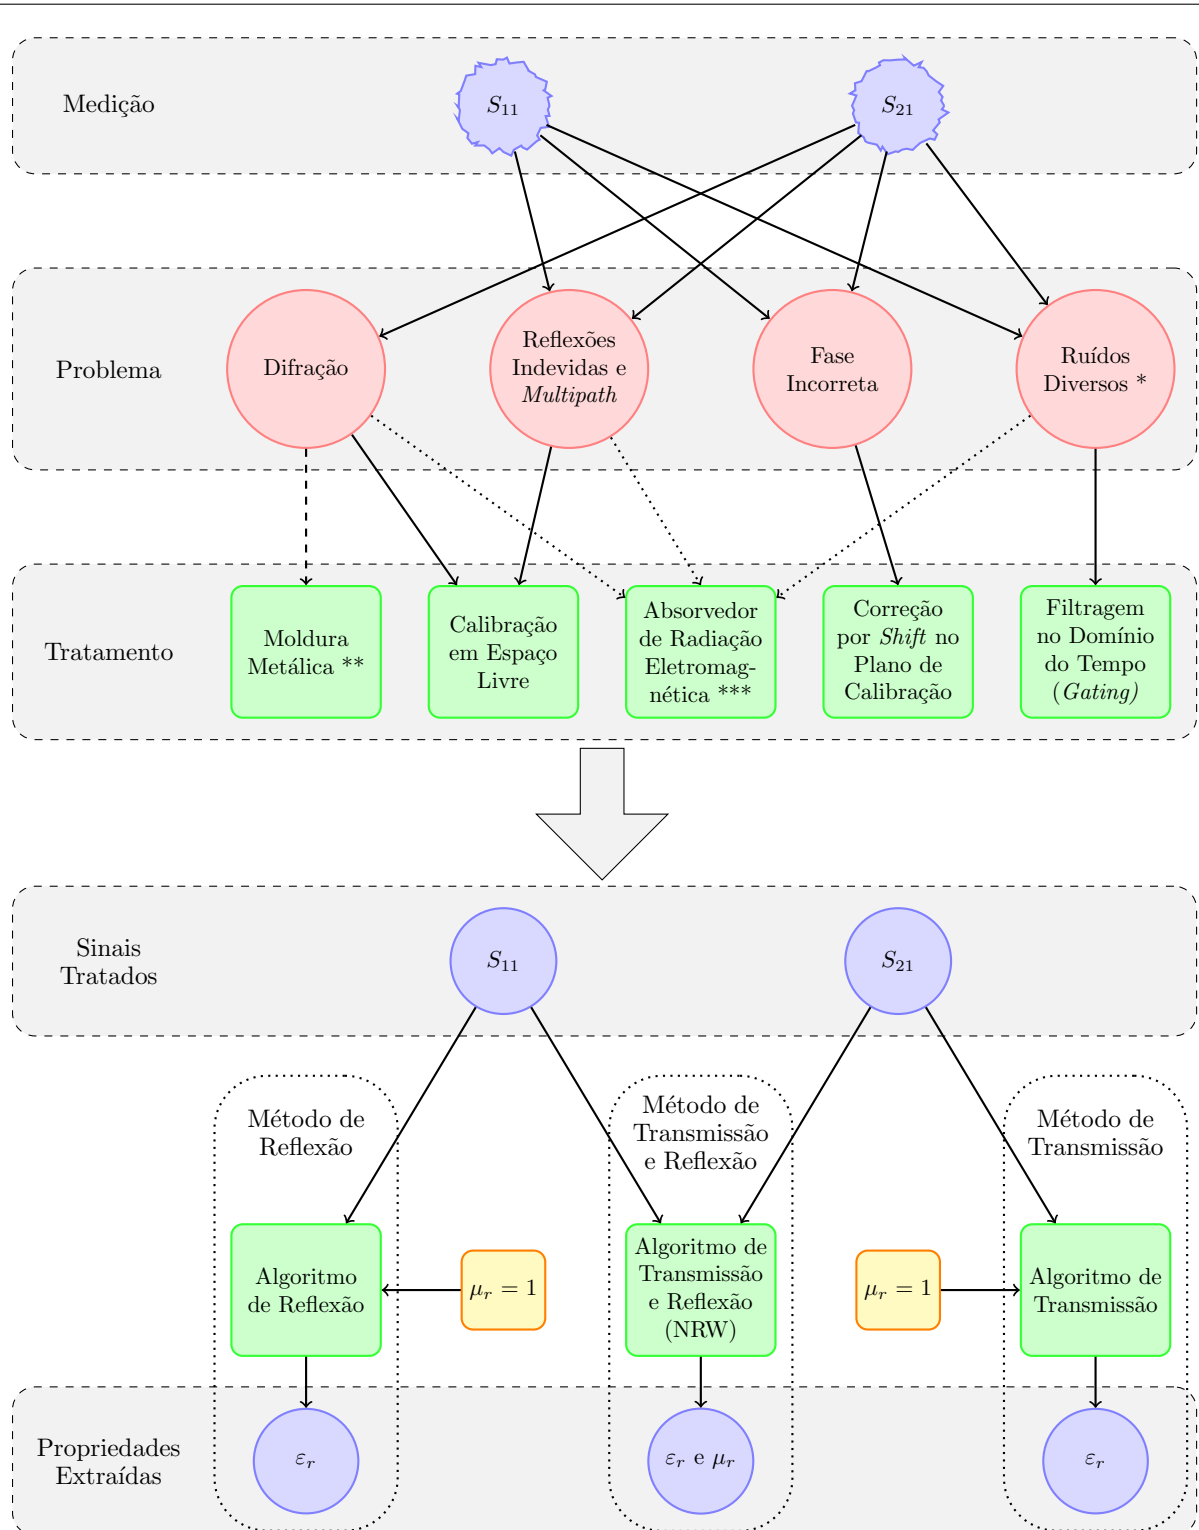 Medição
S₁₁
S₂₁
Problema
Difração
Reflexões
Indevidas e
Multipath
Fase
Incorreta
Ruídos
Diversos *
Tratamento
Moldura
Metálica **
Calibração
em Espaço
Livre
Absorvedor
de Radiação
Eletromag-
nética ***
Correção
por Shift no
Plano de
Calibração
Filtragem
no Domínio
do Tempo
(Gating)
Sinais
Tratados
S₁₁
S₂₁
Método de
Reflexão
Método de
Transmissão
e Reflexão
Método de
Transmissão
Algoritmo
de Reflexão
μᵣ = 1
Algoritmo de
Transmissão
e Reflexão
(NRW)
μᵣ = 1
Algoritmo de
Transmissão
Propriedades
Extraídas
εᵣ
εᵣ e μᵣ
εᵣ